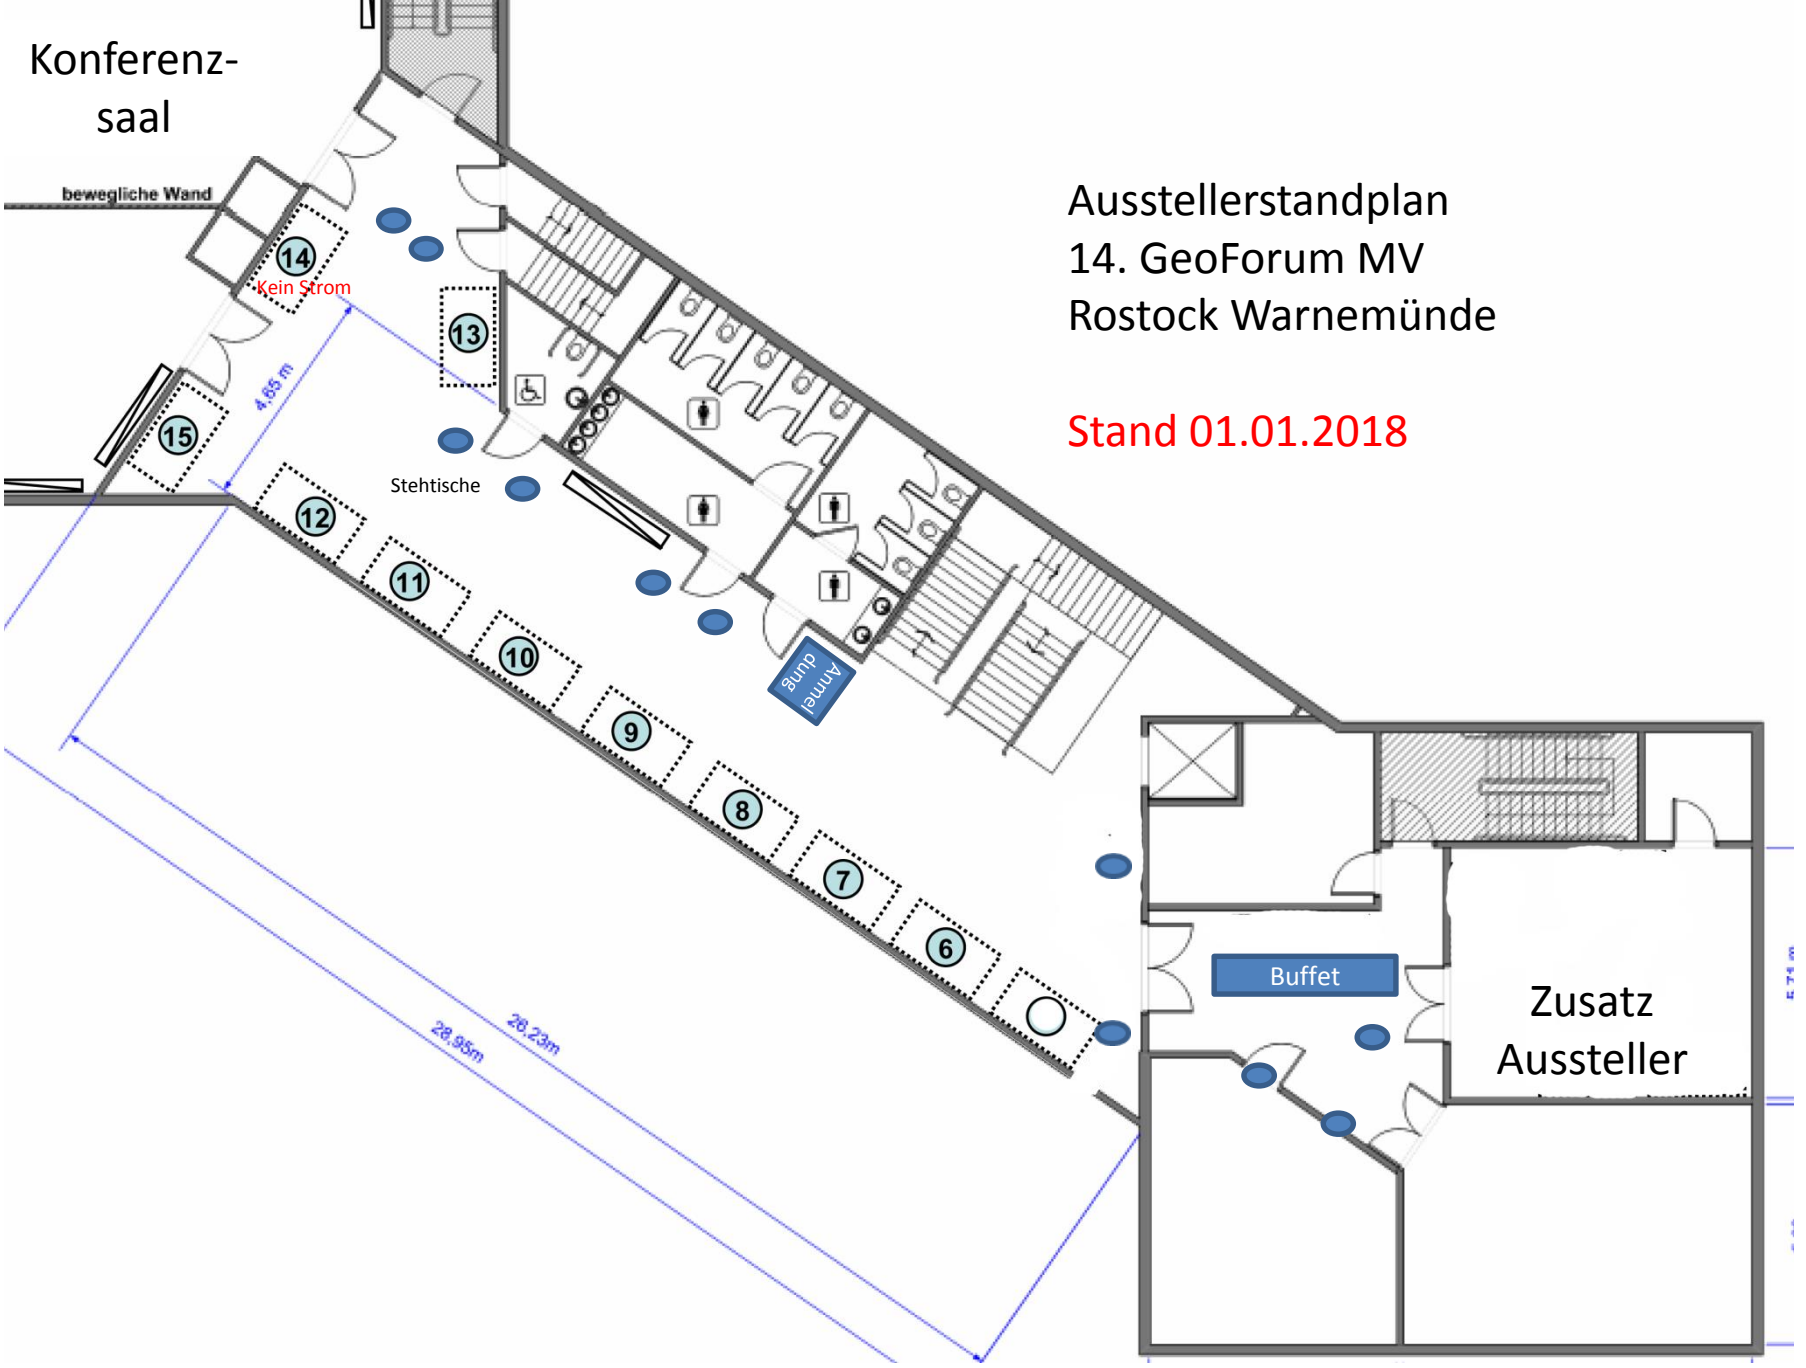 Konferenz-
saal
bewegliche Wand
Ausstellerstandplan
14. GeoForum MV
Rostock Warnemünde
Stand 01.01.2018
14
Kein Strom
13
4,65 m
15
Stehtische
12
11
10
9
8
7
6
Anmel
dung
Buffet
Zusatz
Aussteller
5,71 m
26,23m
28,95m